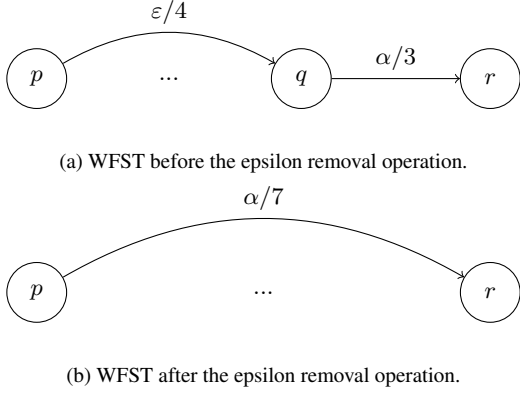 ε/4
p ... q α/3 r
(a) WFST before the epsilon removal operation.
α/7
p ... r
(b) WFST after the epsilon removal operation.